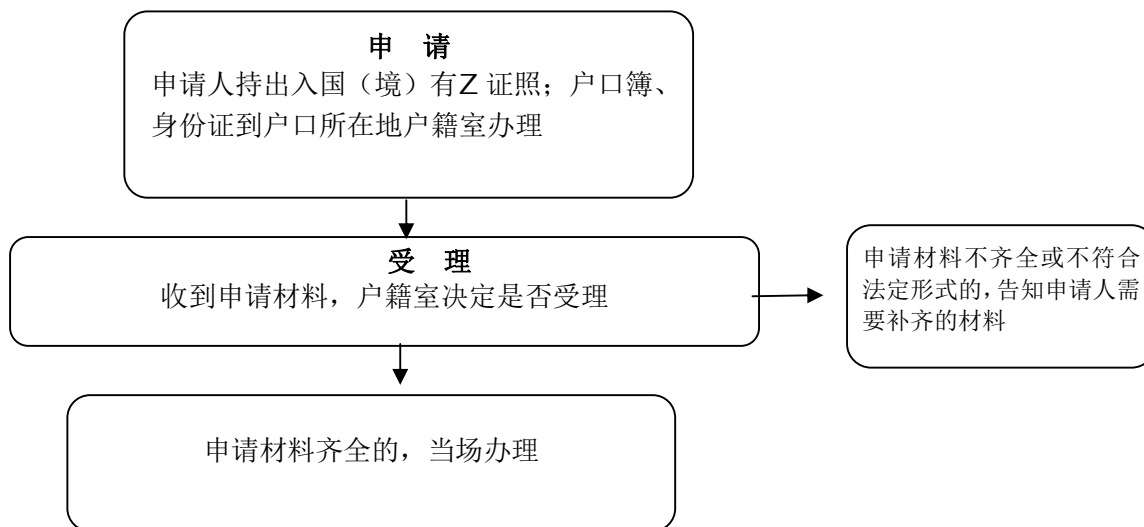 申 请
申请人持出入国（境）有Z 证照；户口簿、
身份证到户口所在地户籍室办理
受 理
收到申请材料，户籍室决定是否受理
申请材料不齐全或不符合
法定形式的，告知申请人需
要补齐的材料
申请材料齐全的，当场办理